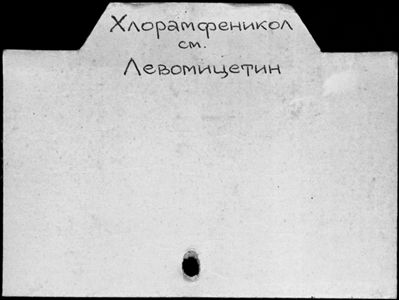 Хлорамфеникол
см.
Левомицетин